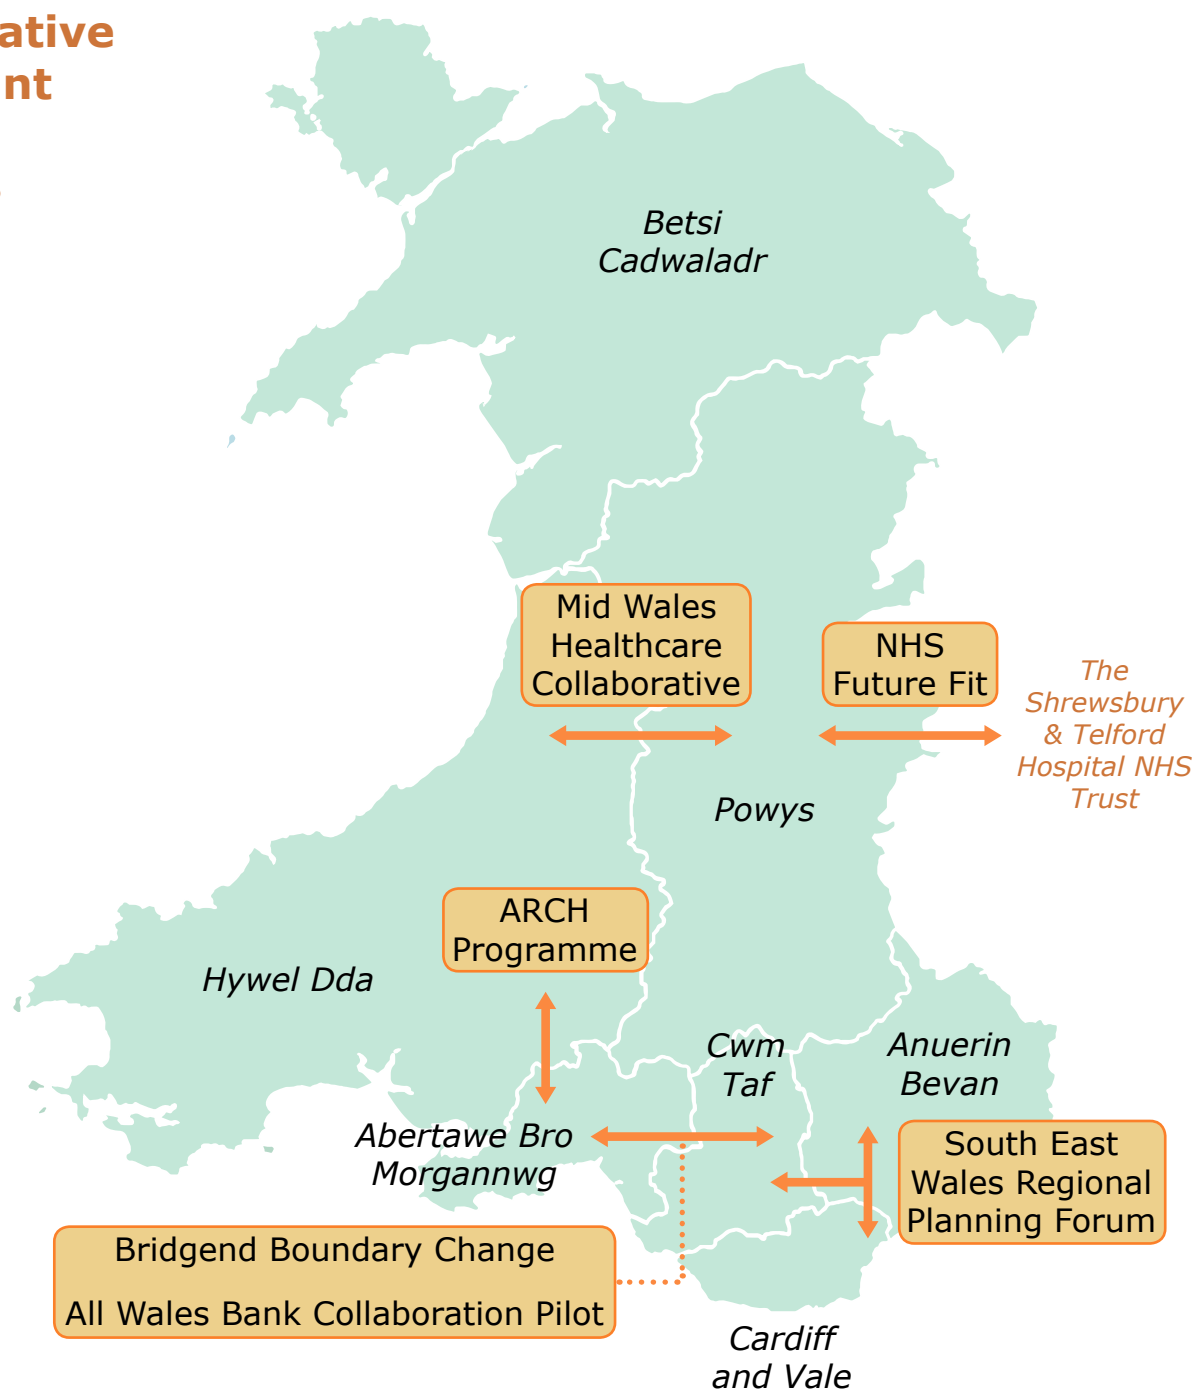 ative
nt
Betsi
Cadwaladr
Mid Wales
Healthcare
Collaborative
NHS
Future Fit
The
Shrewsbury
& Telford
Hospital NHS
Trust
Powys
ARCH
Programme
Hywel Dda
Cwm
Taf
Anuerin
Bevan
Abertawe Bro
Morgannwg
South East
Wales Regional
Planning Forum
Bridgend Boundary Change
All Wales Bank Collaboration Pilot
Cardiff
and Vale